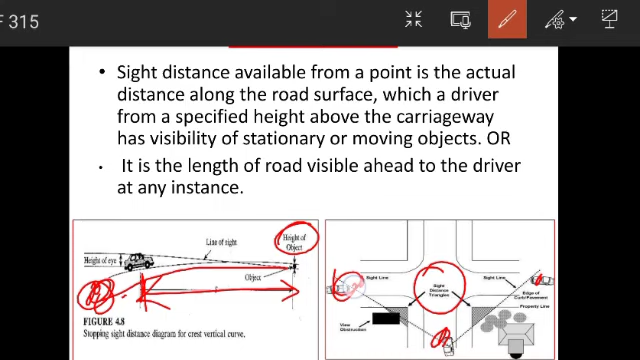 F 315
• Sight distance available from a point is the actual
distance along the road surface, which a driver
from a specified height above the carriageway
has visibility of stationary or moving objects. OR
• It is the length of road visible ahead to the driver
at any instance.
Line of sight
Height of
Object
Height of eye
Object
FIGURE 4.8
Stopping sight distance diagram for crest vertical curve.
Sight Line
Sight Line
Sight
Distance
Triangles
Edge of
Curb/Pavement
Property Line
View
Obstruction